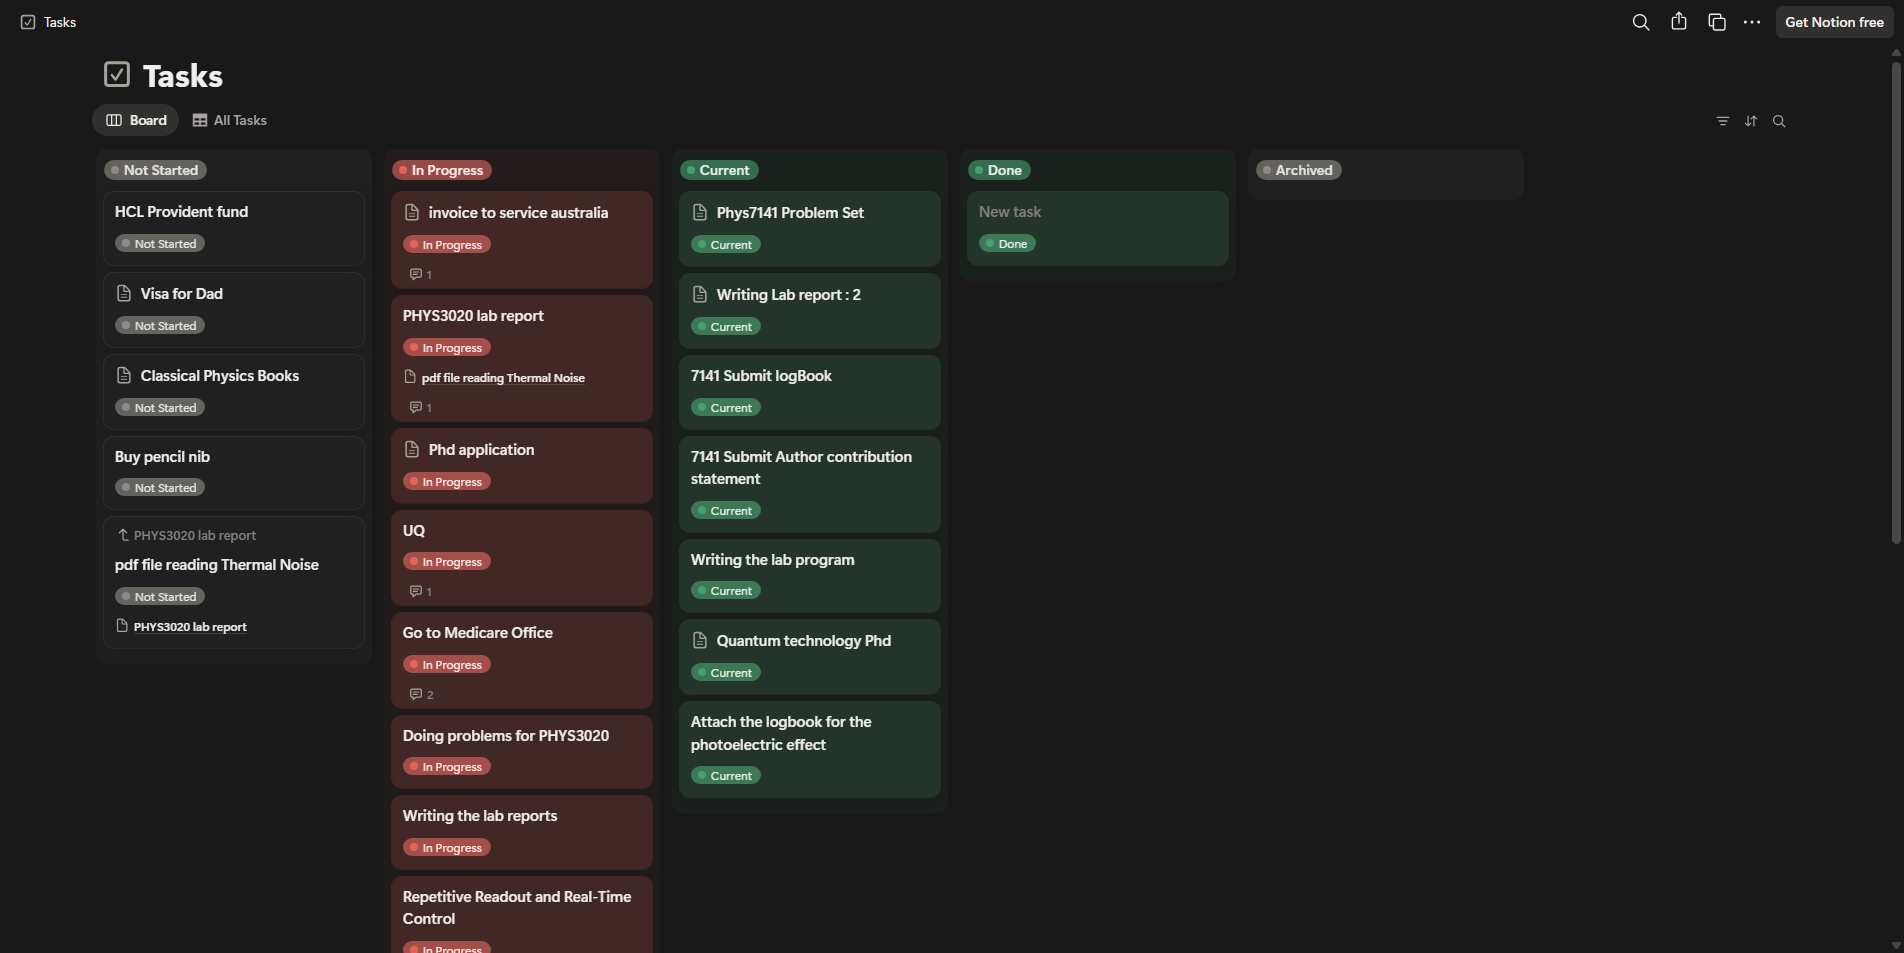 Tasks
Get Notion free
Tasks
Board
All Tasks
Not Started
HCL Provident fund
Not Started
Visa for Dad
Not Started
Classical Physics Books
Not Started
Buy pencil nib
Not Started
PHYS3020 lab report
pdf file reading Thermal Noise
Not Started
PHYS3020 lab report
In Progress
invoice to service australia
In Progress
1
PHYS3020 lab report
In Progress
pdf file reading Thermal Noise
1
Phd application
In Progress
UQ
In Progress
1
Go to Medicare Office
In Progress
2
Doing problems for PHYS3020
In Progress
Writing the lab reports
In Progress
Repetitive Readout and Real-Time
Control
In Progress
Current
Phys7141 Problem Set
Current
Writing Lab report : 2
Current
7141 Submit logBook
Current
7141 Submit Author contribution
statement
Current
Writing the lab program
Current
Quantum technology Phd
Current
Attach the logbook for the
photoelectric effect
Current
Done
New task
Done
Archived